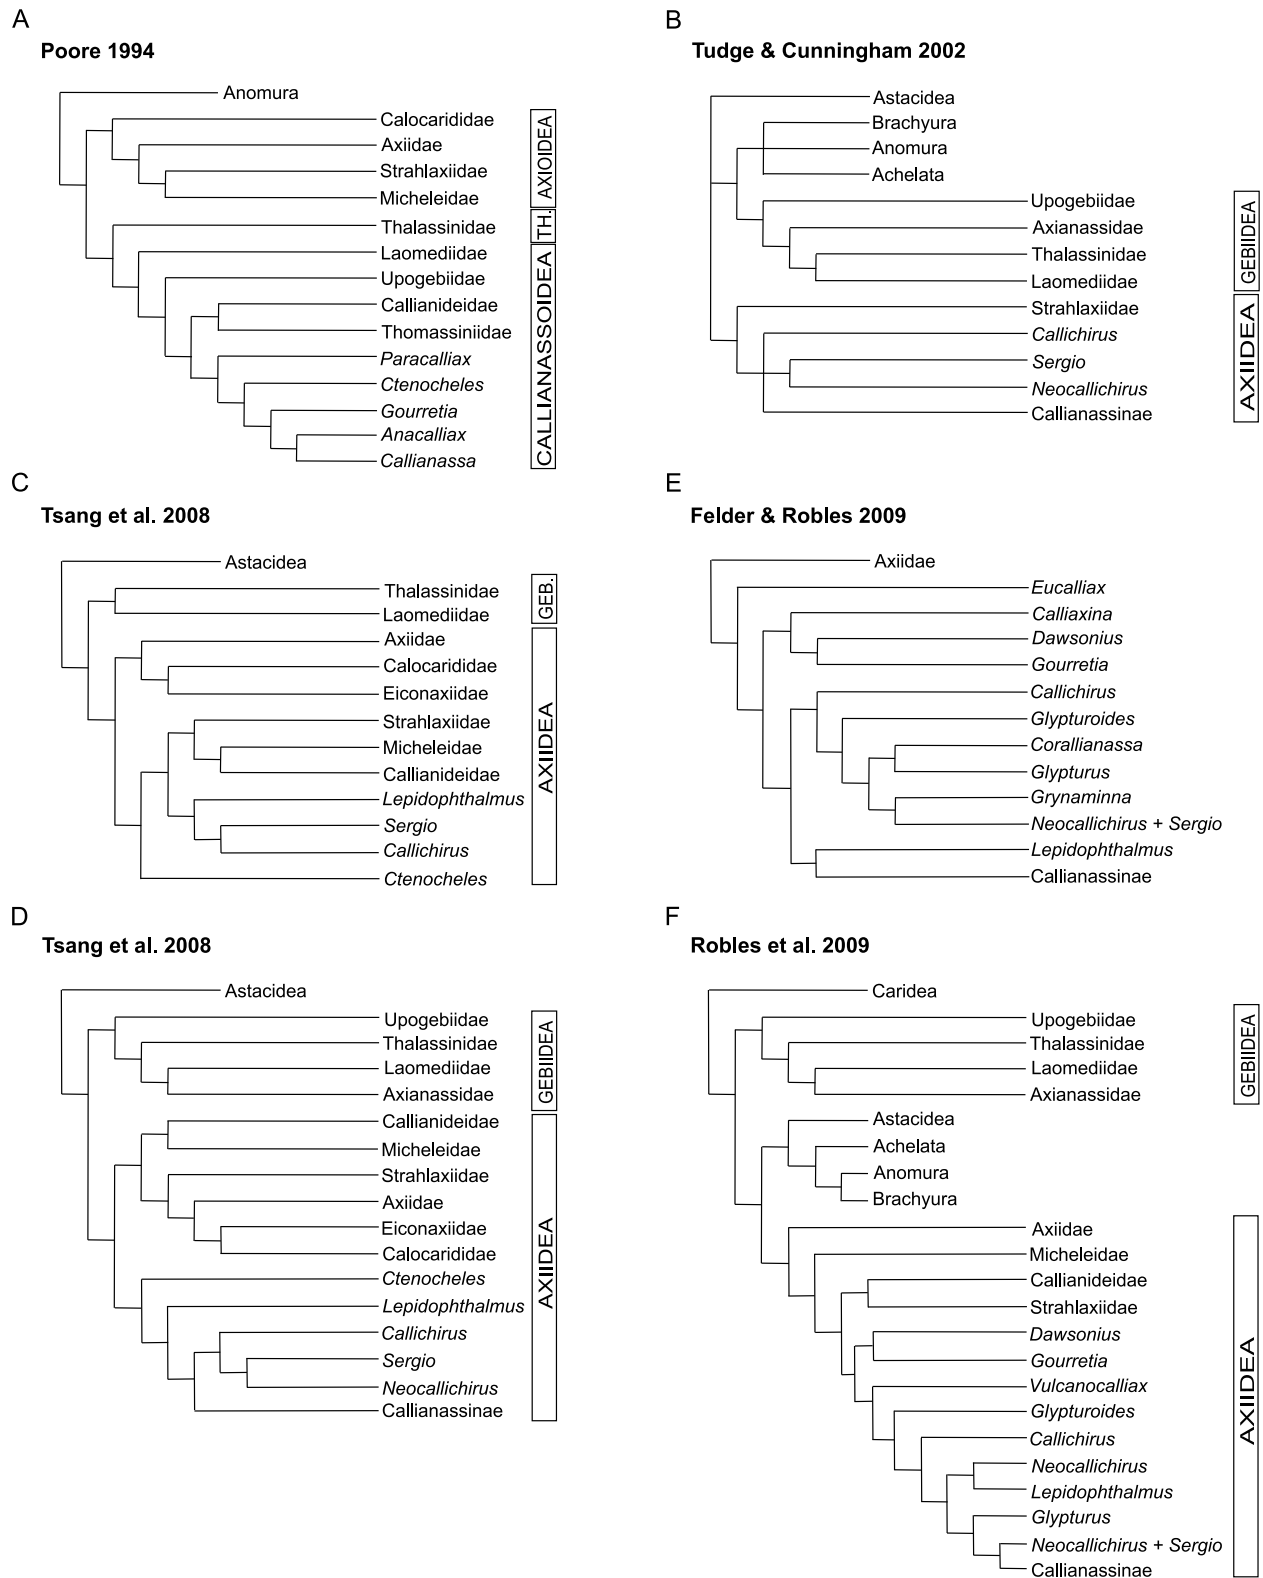 A
Poore 1994
Anomura
Calocarididae
Axiidae
Strahlaxiidae
Micheleidae
Thalassinidae
Laomediidae
Upogebiidae
Callianideidae
Thomassiniidae
Paracalliax
Ctenocheles
Gourretia
Anacalliax
Callianassa
AXIOIDEA
TH.
CALLIANASSOIDEA
B
Tudge & Cunningham 2002
Astacidea
Brachyura
Anomura
Achelata
Upogebiidae
Axianassidae
Thalassinidae
Laomediidae
Strahlaxiidae
Callichirus
Sergio
Neocallichirus
Callianassinae
GEBIIDEA
AXIIDEA
C
Tsang et al. 2008
Astacidea
Thalassinidae
Laomediidae
Axiidae
Calocarididae
Eiconaxiidae
Strahlaxiidae
Micheleidae
Callianideidae
Lepidophthalmus
Sergio
Callichirus
Ctenocheles
GEB.
AXIIDEA
E
Felder & Robles 2009
Axiidae
Eucalliax
Calliaxina
Dawsonius
Gourretia
Callichirus
Glypturoides
Corallianassa
Glypturus
Grynaminna
Neocallichirus + Sergio
Lepidophthalmus
Callianassinae
D
Tsang et al. 2008
Astacidea
Upogebiidae
Thalassinidae
Laomediidae
Axianassidae
Callianideidae
Micheleidae
Strahlaxiidae
Axiidae
Eiconaxiidae
Calocarididae
Ctenocheles
Lepidophthalmus
Callichirus
Sergio
Neocallichirus
Callianassinae
GEBIIDEA
AXIIDEA
F
Robles et al. 2009
Caridea
Upogebiidae
Thalassinidae
Laomediidae
Axianassidae
Astacidea
Achelata
Anomura
Brachyura
Axiidae
Micheleidae
Callianideidae
Strahlaxiidae
Dawsonius
Gourretia
Vulcanocalliax
Glypturoides
Callichirus
Neocallichirus
Lepidophthalmus
Glypturus
Neocallichirus + Sergio
Callianassinae
GEBIIDEA
AXIIDEA